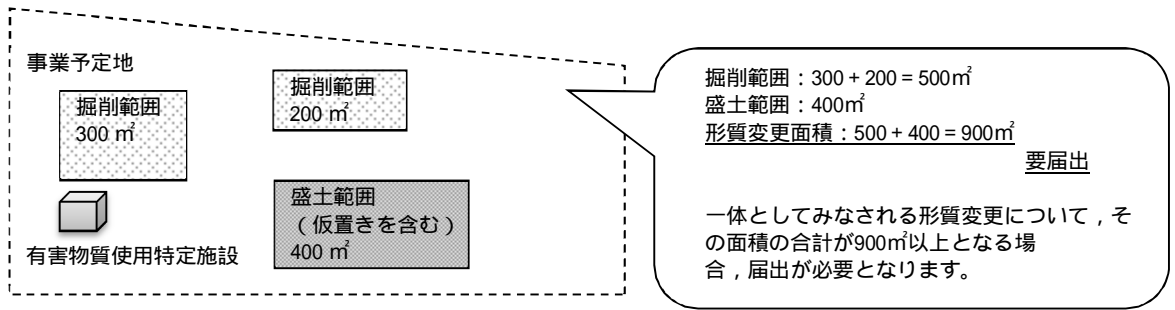 事業予定地
掘削範囲
300 ㎡
掘削範囲
200 ㎡
有害物質使用特定施設
盛土範囲
（仮置きを含む）
400 ㎡
掘削範囲：300 + 200 = 500㎡
盛土範囲：400㎡
形質変更面積：500 + 400 = 900㎡
要届出
一体としてみなされる形質変更について，そ
の面積の合計が900㎡以上となる場
合，届出が必要となります。